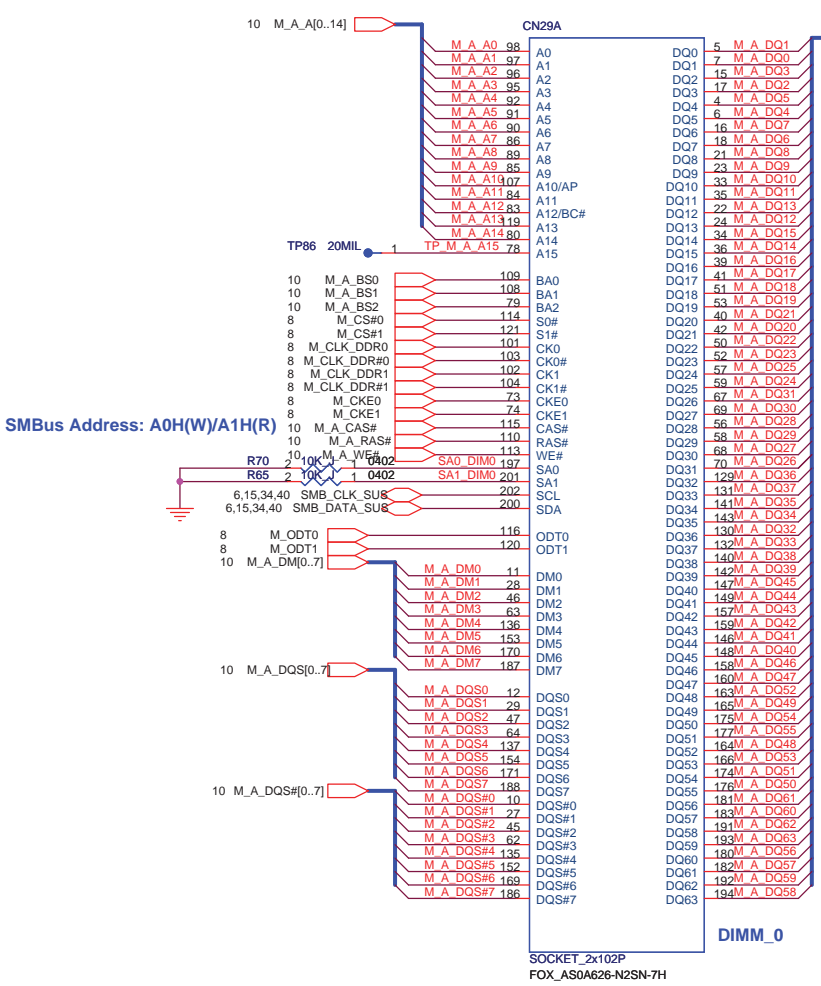 10 M_A_A[0..14]
CN29A
M_A_A0 98 A0 DQ0 5 M_A_DQ1
M_A_A1 97 A1 DQ1 7 M_A_DQ0
M_A_A2 96 A2 DQ2 15 M_A_DQ3
M_A_A3 95 A3 DQ3 17 M_A_DQ2
M_A_A4 92 A4 DQ4 4 M_A_DQ5
M_A_A5 91 A5 DQ5 6 M_A_DQ4
M_A_A6 90 A6 DQ6 16 M_A_DQ7
M_A_A7 86 A7 DQ7 18 M_A_DQ6
M_A_A8 89 A8 DQ8 21 M_A_DQ8
M_A_A9 85 A9 DQ9 23 M_A_DQ9
M_A_A10 107 A10/AP DQ10 33 M_A_DQ10
M_A_A11 84 A11 DQ11 35 M_A_DQ11
M_A_A12 83 A12/BC# DQ12 22 M_A_DQ13
M_A_A13 119 A13 DQ13 24 M_A_DQ12
M_A_A14 80 A14 DQ14 34 M_A_DQ15
TP86 20MIL 1 TP_M_A_A15 78 A15 DQ15 36 M_A_DQ14
DQ16 39 M_A_DQ16
10 M_A_BS0 109 BA0 DQ17 41 M_A_DQ17
10 M_A_BS1 108 BA1 DQ18 51 M_A_DQ18
10 M_A_BS2 79 BA2 DQ19 53 M_A_DQ19
8 M_CS#0 114 S0# DQ20 40 M_A_DQ21
8 M_CS#1 121 S1# DQ21 42 M_A_DQ20
8 M_CLK_DDR0 101 CK0 DQ22 50 M_A_DQ22
8 M_CLK_DDR#0 103 CK0# DQ23 52 M_A_DQ23
8 M_CLK_DDR1 102 CK1 DQ24 57 M_A_DQ25
8 M_CLK_DDR#1 104 CK1# DQ25 59 M_A_DQ24
8 M_CKE0 73 CKE0 DQ26 67 M_A_DQ31
8 M_CKE1 74 CKE1 DQ27 69 M_A_DQ30
SMBus Address: A0H(W)/A1H(R)
10 M_A_CAS# 115 CAS# DQ28 56 M_A_DQ28
10 M_A_RAS# 110 RAS# DQ29 58 M_A_DQ29
10 M_A_WE# 113 WE# DQ30 68 M_A_DQ27
R70 2 10K_J 1 0402 SA0_DIM0 197 SA0 DQ31 70 M_A_DQ26
R65 2 10K_J 1 0402 SA1_DIM0 201 SA1 DQ32 129 M_A_DQ36
6,15,34,40 SMB_CLK_SUS 202 SCL DQ33 131 M_A_DQ37
6,15,34,40 SMB_DATA_SUS 200 SDA DQ34 141 M_A_DQ35
DQ35 143 M_A_DQ34
8 M_ODT0 116 ODT0 DQ36 130 M_A_DQ32
8 M_ODT1 120 ODT1 DQ37 132 M_A_DQ33
10 M_A_DM[0..7] DQ38 140 M_A_DQ38
M_A_DM0 11 DM0 DQ39 142 M_A_DQ39
M_A_DM1 28 DM1 DQ40 147 M_A_DQ45
M_A_DM2 46 DM2 DQ41 149 M_A_DQ44
M_A_DM3 63 DM3 DQ42 157 M_A_DQ43
M_A_DM4 136 DM4 DQ43 159 M_A_DQ42
M_A_DM5 153 DM5 DQ44 146 M_A_DQ41
M_A_DM6 170 DM6 DQ45 148 M_A_DQ40
M_A_DM7 187 DM7 DQ46 158 M_A_DQ46
10 M_A_DQS[0..7] DQ47 160 M_A_DQ47
M_A_DQS0 12 DQS0 DQ48 163 M_A_DQ52
M_A_DQS1 29 DQS1 DQ49 165 M_A_DQ49
M_A_DQS2 47 DQS2 DQ50 175 M_A_DQ54
M_A_DQS3 64 DQS3 DQ51 177 M_A_DQ55
M_A_DQS4 137 DQS4 DQ52 164 M_A_DQ48
M_A_DQS5 154 DQS5 DQ53 166 M_A_DQ53
M_A_DQS6 171 DQS6 DQ54 174 M_A_DQ51
M_A_DQS7 188 DQS7 DQ55 176 M_A_DQ50
10 M_A_DQS#[0..7]
M_A_DQS#0 10 DQS#0 DQ56 181 M_A_DQ61
M_A_DQS#1 27 DQS#1 DQ57 183 M_A_DQ60
M_A_DQS#2 45 DQS#2 DQ58 191 M_A_DQ62
M_A_DQS#3 62 DQS#3 DQ59 193 M_A_DQ63
M_A_DQS#4 135 DQS#4 DQ60 180 M_A_DQ56
M_A_DQS#5 152 DQS#5 DQ61 182 M_A_DQ57
M_A_DQS#6 169 DQS#6 DQ62 192 M_A_DQ59
M_A_DQS#7 186 DQS#7 DQ63 194 M_A_DQ58
DIMM_0
SOCKET_2x102P
FOX_AS0A626-N2SN-7H